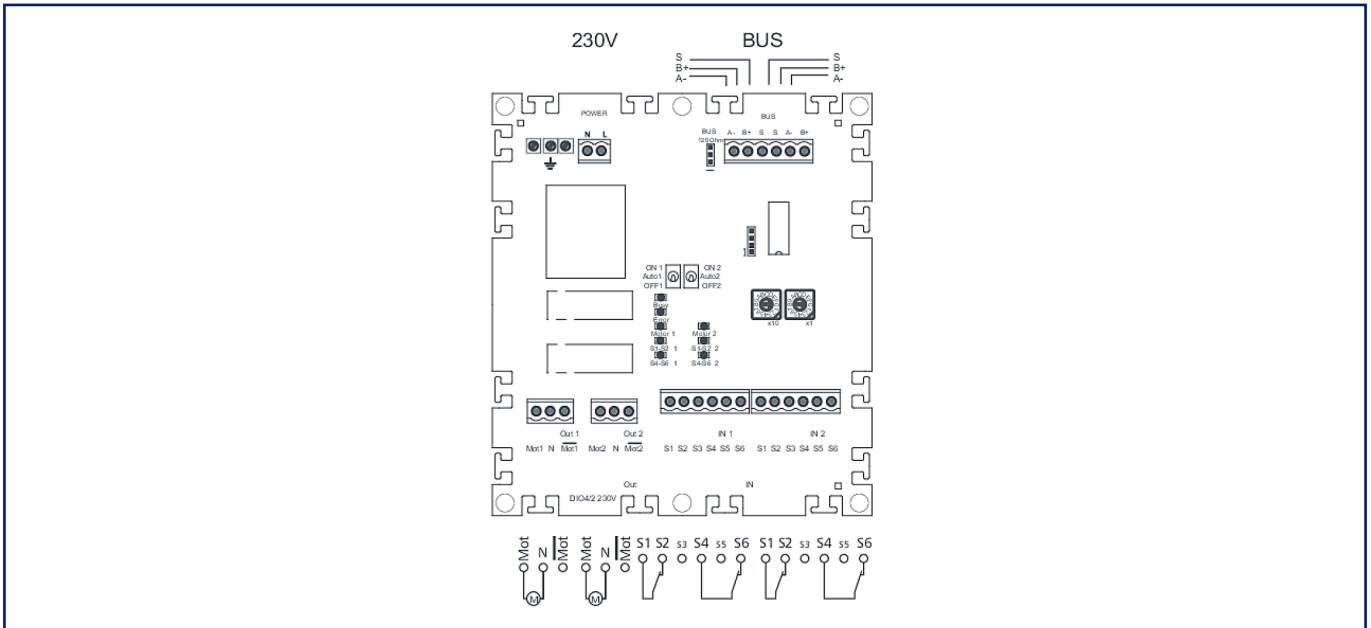 230V BUS
S S
B+ B+
A- A-
POWER BUS
N L
BUS A- B+ S S A- B+
120Ohm
1
ON 1 ON 2
Auto1 Auto2
OFF1 OFF2
Busy
Error
Motor 1 Motor 2
S1-S2 1 S1-S2 2
S4-S6 1 S4-S6 2
x10 x1
Out 1 Out 2 IN 1 IN 2
Mot1 N Mot1 Mot2 N Mot2 S1 S2 S3 S4 S5 S6 S1 S2 S3 S4 S5 S6
Out IN
DIO4/2 230V
Mot N Mot Mot N Mot S1 S2 S3 S4 S5 S6 S1 S2 S3 S4 S5 S6
M M